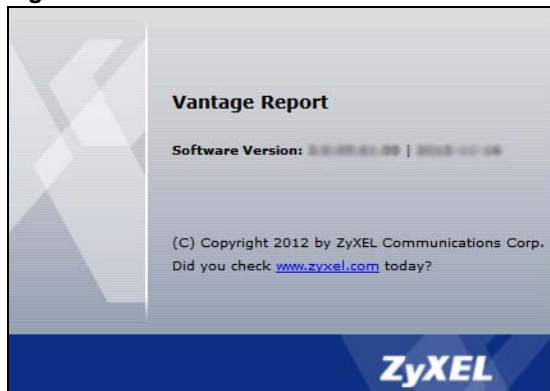 Vantage Report
Software Version: |
(C) Copyright 2012 by ZyXEL Communications Corp.
Did you check www.zyxel.com today?
ZyXEL